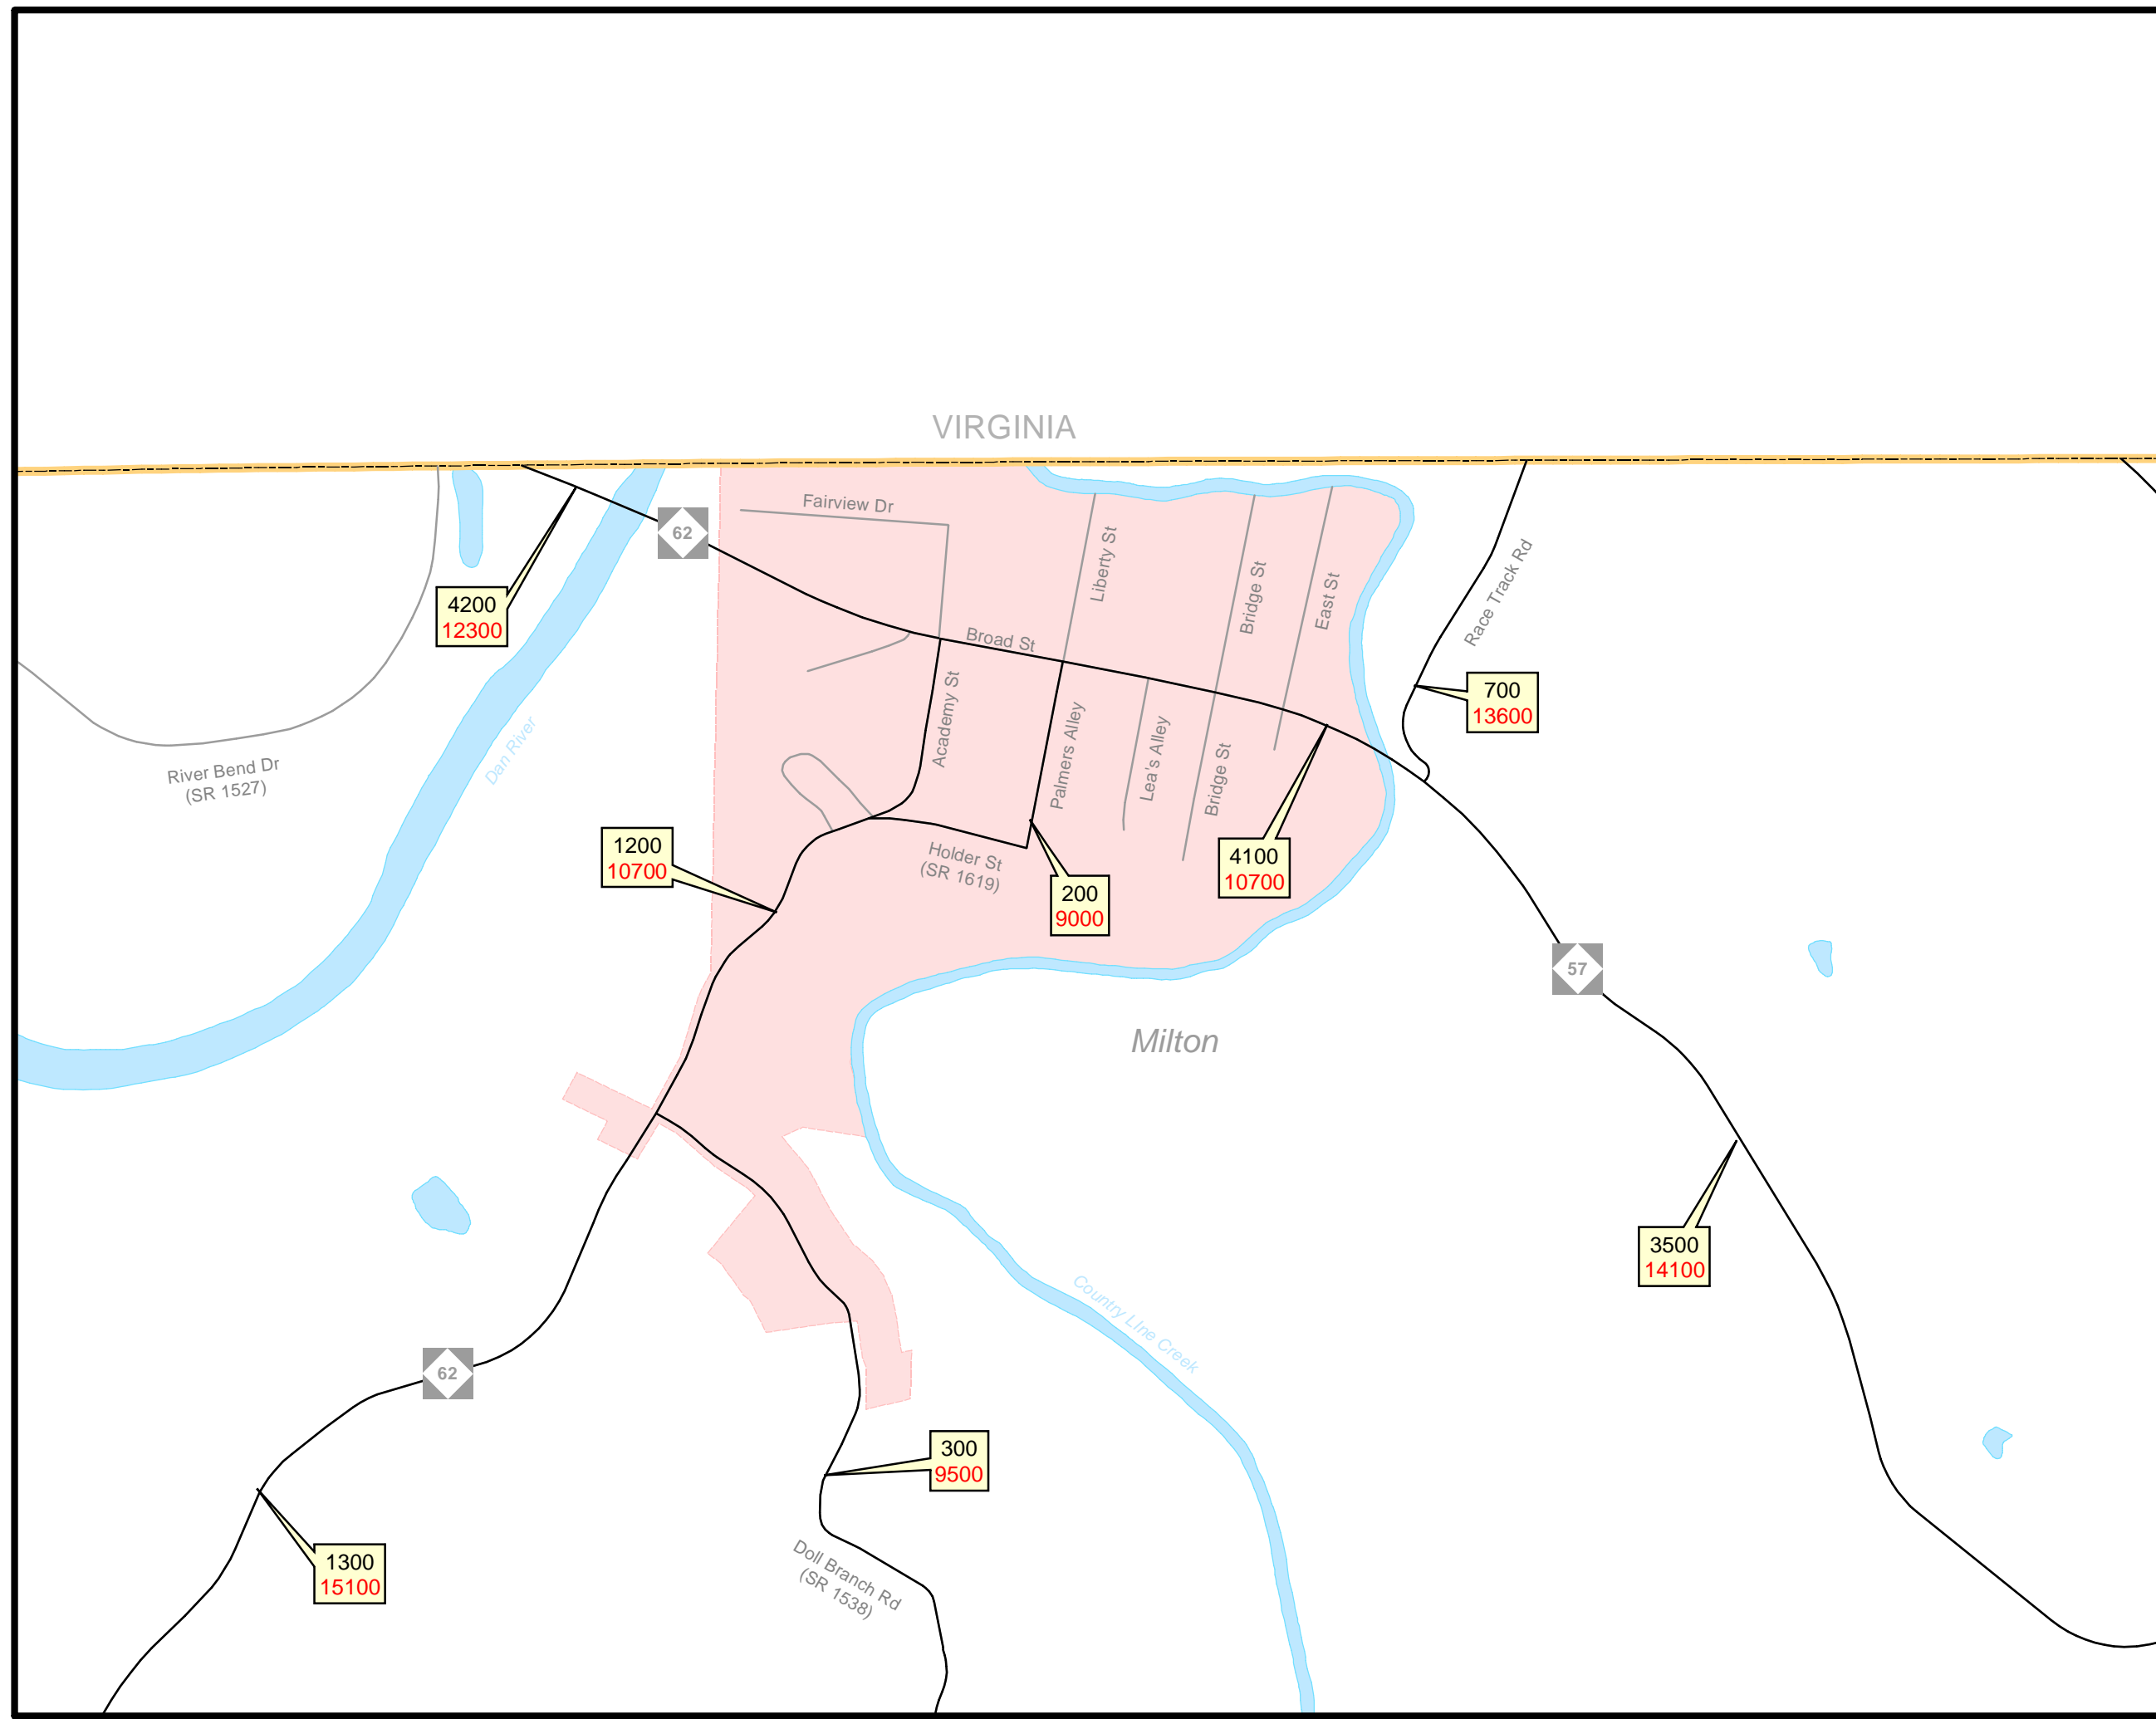 VIRGINIA
Fairview Dr
62
Liberty St
Bridge St
East St
Race Track Rd
4200
12300
Broad St
Academy St
Palmers Alley
Lea's Alley
Bridge St
700
13600
Dan River
River Bend Dr
(SR 1527)
1200
10700
Holder St
(SR 1619)
200
9000
4100
10700
57
Milton
3500
14100
Country LIne Creek
62
300
9500
1300
15100
Doll Branch Rd
(SR 1538)